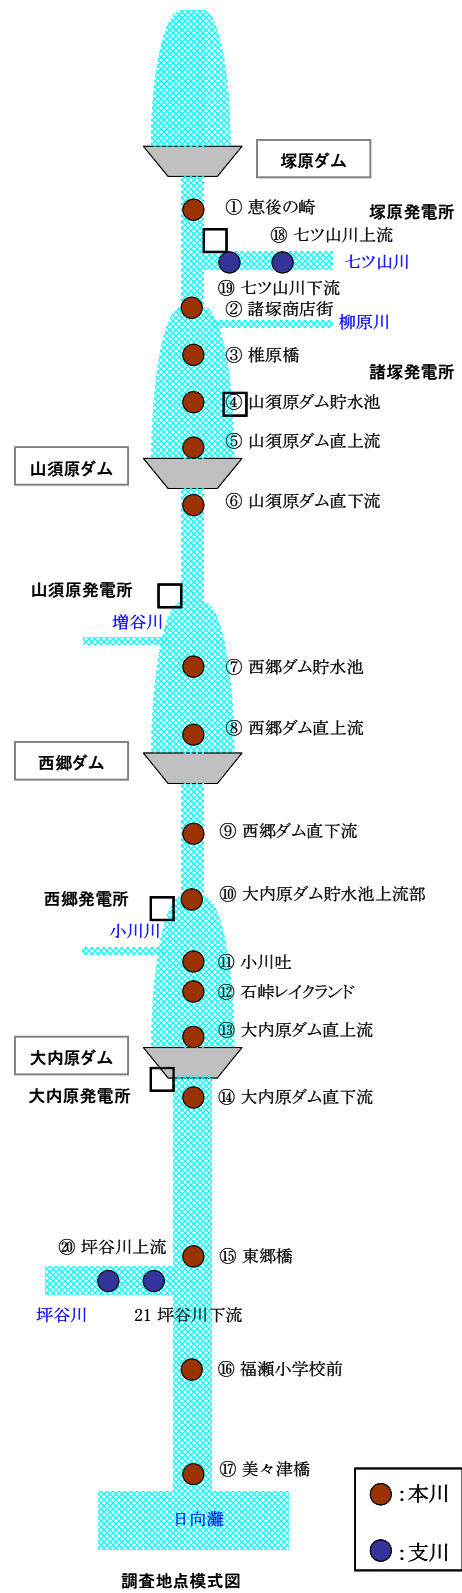 塚原ダム
① 恵後の崎
塚原発電所
⑱ 七ツ山川上流
七ツ山川
⑲ 七ツ山川下流
② 諸塚商店街
柳原川
③ 椎原橋
諸塚発電所
④ 山須原ダム貯水池
⑤ 山須原ダム直上流
山須原ダム
⑥ 山須原ダム直下流
山須原発電所
増谷川
⑦ 西郷ダム貯水池
⑧ 西郷ダム直上流
西郷ダム
⑨ 西郷ダム直下流
⑩ 大内原ダム貯水池上流部
西郷発電所
小川川
⑪ 小川吐
⑫ 石峠レイクランド
⑬ 大内原ダム直上流
大内原ダム
大内原発電所
⑭ 大内原ダム直下流
⑳ 坪谷川上流
⑮ 東郷橋
坪谷川
21 坪谷川下流
⑯ 福瀬小学校前
⑰ 美々津橋
日向灘
：本川
：支川
調査地点模式図